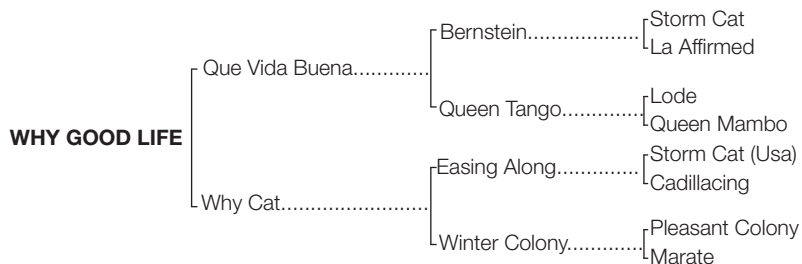 Bernstein....................Storm Cat
La Affirmed
Que Vida Buena.............
Queen Tango..............Lode
Queen Mambo
WHY GOOD LIFE
Easing Along..............Storm Cat (Usa)
Cadillacing
Why Cat.........................
Winter Colony.............Pleasant Colony
Marate